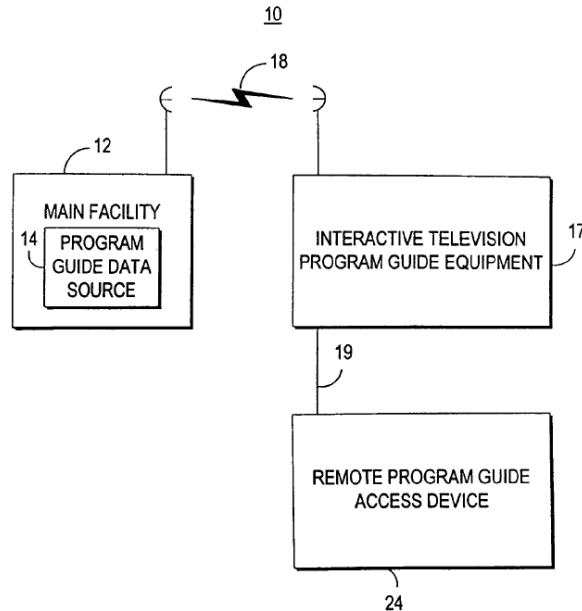 10
18
12
MAIN FACILITY
14
PROGRAM
GUIDE DATA
SOURCE
INTERACTIVE TELEVISION
PROGRAM GUIDE EQUIPMENT
17
19
REMOTE PROGRAM GUIDE
ACCESS DEVICE
24